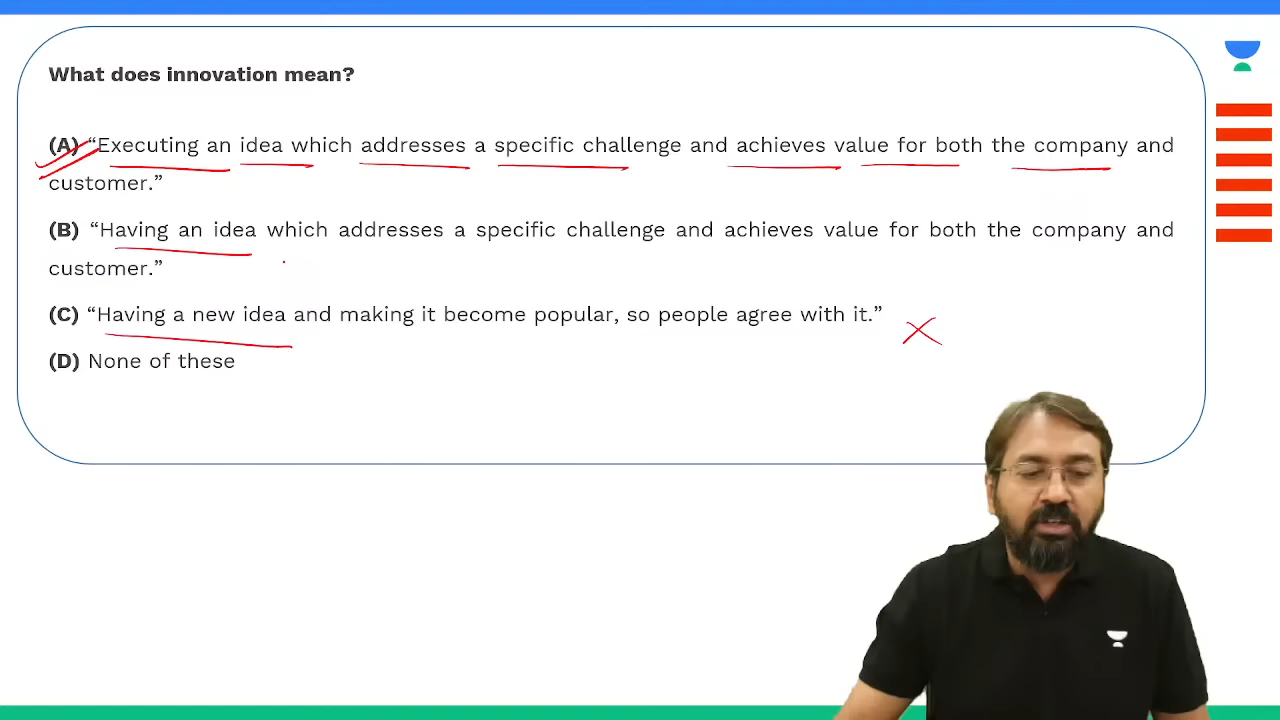 What does innovation mean?
(A) “Executing an idea which addresses a specific challenge and achieves value for both the company and
customer.”
(B) “Having an idea which addresses a specific challenge and achieves value for both the company and
customer.”
(C) “Having a new idea and making it become popular, so people agree with it.”
(D) None of these